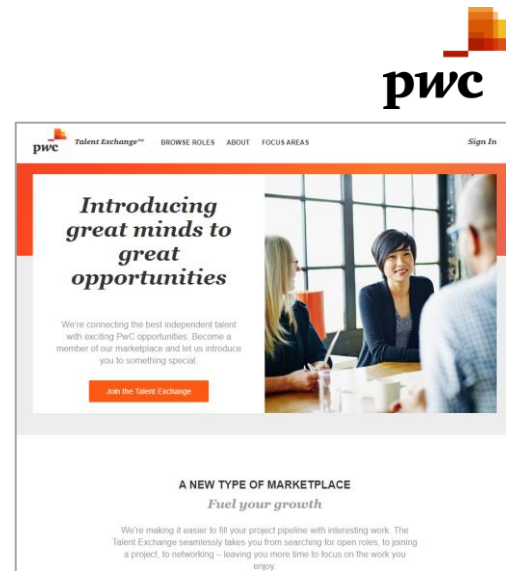 pwc
pwc
Talent Exchange℠ BROWSE ROLES ABOUT FOCUS AREAS Sign In
Introducing
great minds to
great
opportunities
We're connecting the best independent talent
with exciting PwC opportunities. Become a
member of our marketplace and let us introduce
you to something special.
Join the Talent Exchange
A NEW TYPE OF MARKETPLACE
Fuel your growth
We're making it easier to fill your project pipeline with interesting work. The
Talent Exchange seamlessly takes you from searching for open roles, to joining
a project, to networking – leaving you more time to focus on the work you
enjoy.